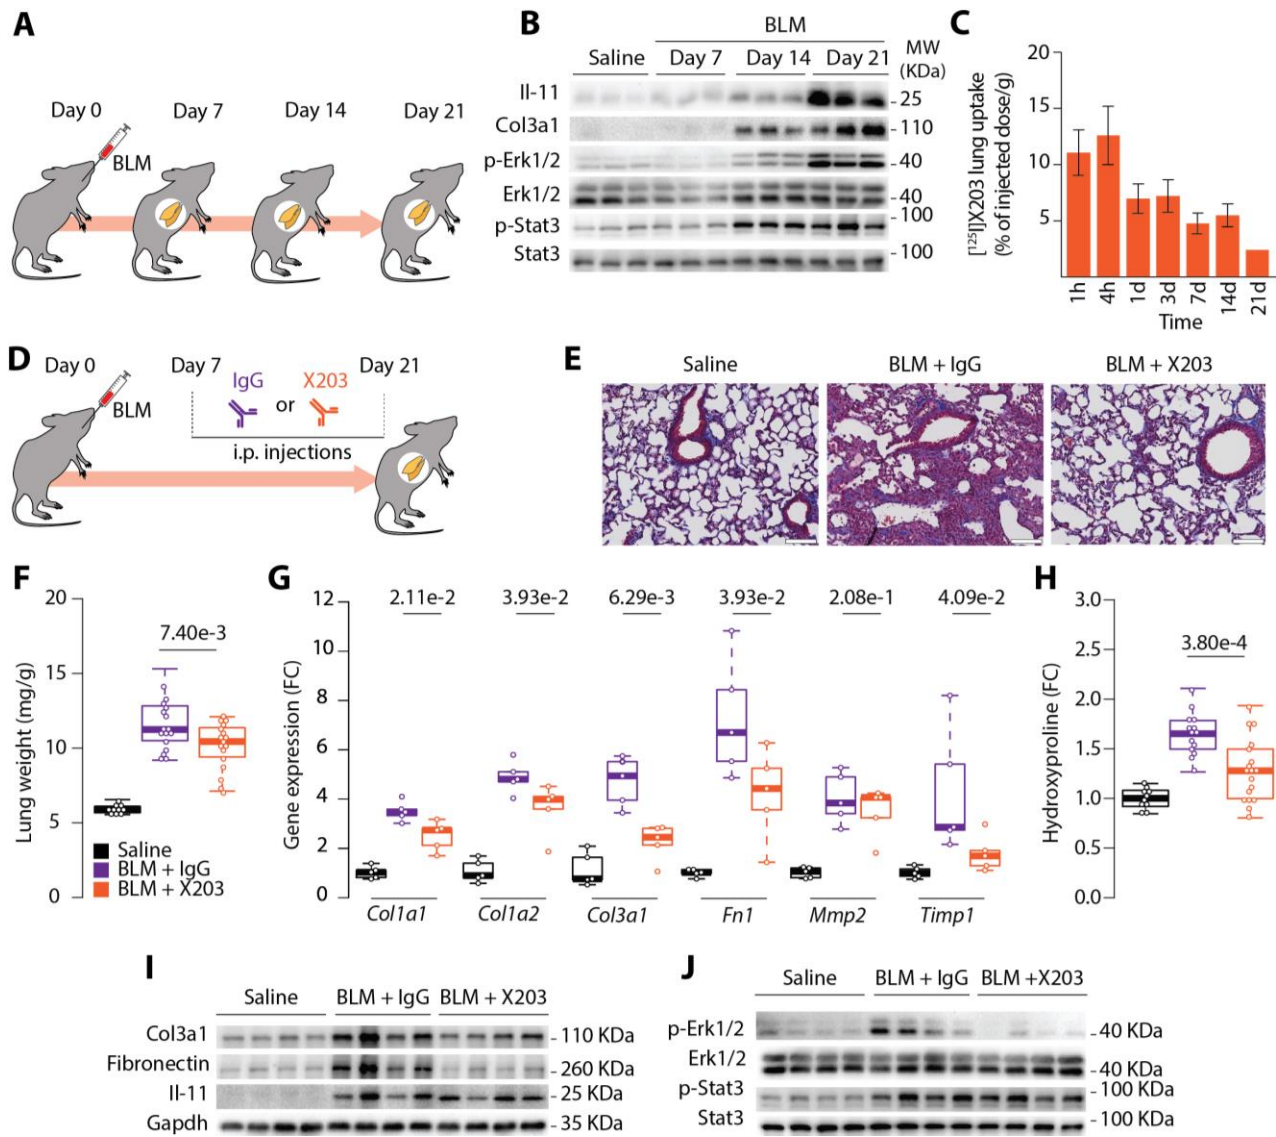 A
Day 0
Day 7
Day 14
Day 21
BLM
B
BLM
Saline
Day 7
Day 14
Day 21
MW
(KDa)
Il-11
- 25
Col3a1
- 110
p-Erk1/2
- 40
Erk1/2
- 40
p-Stat3
- 100
Stat3
- 100
C
[¹²⁵I]X203 lung uptake
(% of injected dose/g)
20
15
10
5
1h
4h
1d
3d
7d
14d
21d
Time
D
Day 0
Day 7
Day 21
BLM
IgG
or
X203
i.p. injections
E
Saline
BLM + IgG
BLM + X203
F
Lung weight (mg/g)
20
15
10
5
0
7.40e-3
Saline
BLM + IgG
BLM + X203
G
Gene expression (FC)
12
10
8
6
4
2
0
2.11e-2
3.93e-2
6.29e-3
3.93e-2
2.08e-1
4.09e-2
Col1a1
Col1a2
Col3a1
Fn1
Mmp2
Timp1
H
Hydroxyproline (FC)
3.0
2.5
2.0
1.5
1.0
0.5
0.0
3.80e-4
I
Saline
BLM + IgG
BLM + X203
Col3a1
- 110 KDa
Fibronectin
- 260 KDa
Il-11
- 25 KDa
Gapdh
- 35 KDa
J
Saline
BLM + IgG
BLM +X203
p-Erk1/2
- 40 KDa
Erk1/2
- 40 KDa
p-Stat3
- 100 KDa
Stat3
- 100 KDa